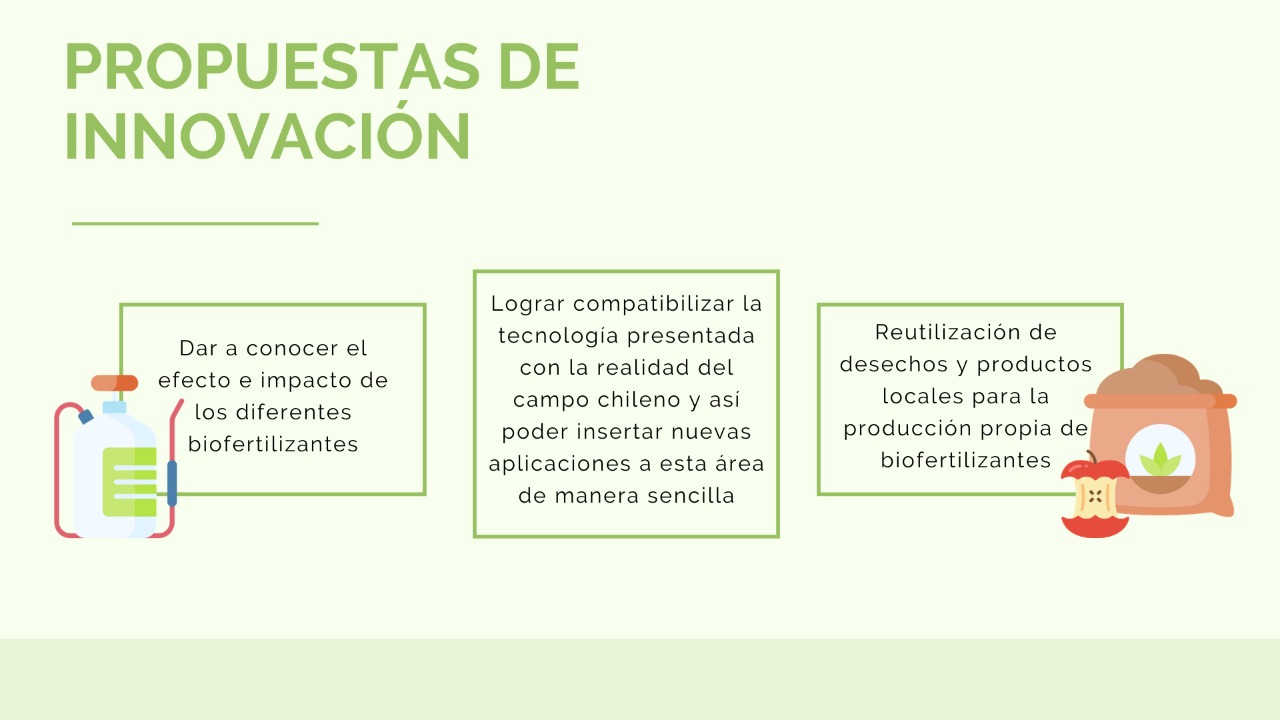 PROPUESTAS DE
INNOVACIÓN
Dar a conocer el
efecto e impacto de
los diferentes
biofertilizantes
Lograr compatibilizar la
tecnología presentada
con la realidad del
campo chileno y así
poder insertar nuevas
aplicaciones a esta área
de manera sencilla
Reutilización de
desechos y productos
locales para la
producción propia de
biofertilizantes